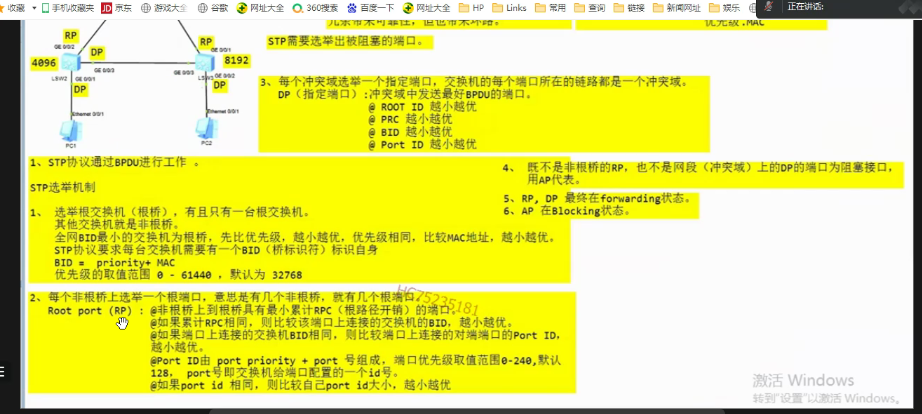 收藏
手机收藏夹
京东
游戏大全
谷歌
网址大全
360搜索
百度一下
网址大全
HP
Links
常用
查询
链接
新闻网址
娱乐
正在讲话:
冗余带来可靠性，但也带来环路。
优先级.MAC
STP需要选举出被阻塞的端口。
RP
GE 0/0/2
DP
4096
LSW2
GE 0/0/3
GE 0/0/1
DP
RP
GE 0/0/1
8192
GE 0/0/3
GE 0/0/2
DP
Ethernet 0/0/1
PC1
Ethernet 0/0/1
PC2
3、每个冲突域选举一个指定端口，交换机的每个端口所在的链路都是一个冲突域。
DP（指定端口）:冲突域中发送最好BPDU的端口。
@ ROOT ID 越小越优
@ PRC 越小越优
@ BID 越小越优
@ Port ID 越小越优
1、STP协议通过BPDU进行工作 。
STP选举机制
1、 选举根交换机（根桥），有且只有一台根交换机。
其他交换机就是非根桥。
全网BID最小的交换机为根桥，先比优先级，越小越优，优先级相同，比较MAC地址，越小越优。
STP协议要求每台交换机需要有一个BID（桥标识符）标识自身
BID = priority+ MAC
优先级的取值范围 0 - 61440 ，默认为 32768
4、 既不是非根桥的RP，也不是网段（冲突域）上的DP的端口为阻塞接口，
用AP代表。
5、RP, DP 最终在forwarding状态。
6、AP 在Blocking状态。
2、每个非根桥上选举一个根端口，意思是有几个非根桥，就有几个根端口。
Root port (RP) : @非根桥上到根桥具有最小累计RPC（根路径开销）的端口。
@如果累计RPC相同，则比较该端口上连接的交换机的BID，越小越优。
@如果端口上连接的交换机BID相同，则比较端口上连接的对端端口的Port ID，
越小越优。
@Port ID由 port priority + port 号组成，端口优先级取值范围0-240,默认
128， port号即交换机给端口配置的一个id号。
@如果port id 相同，则比较自己port id大小，越小越优
HC75235181
激活 Windows
转到"设置"以激活 Windows。